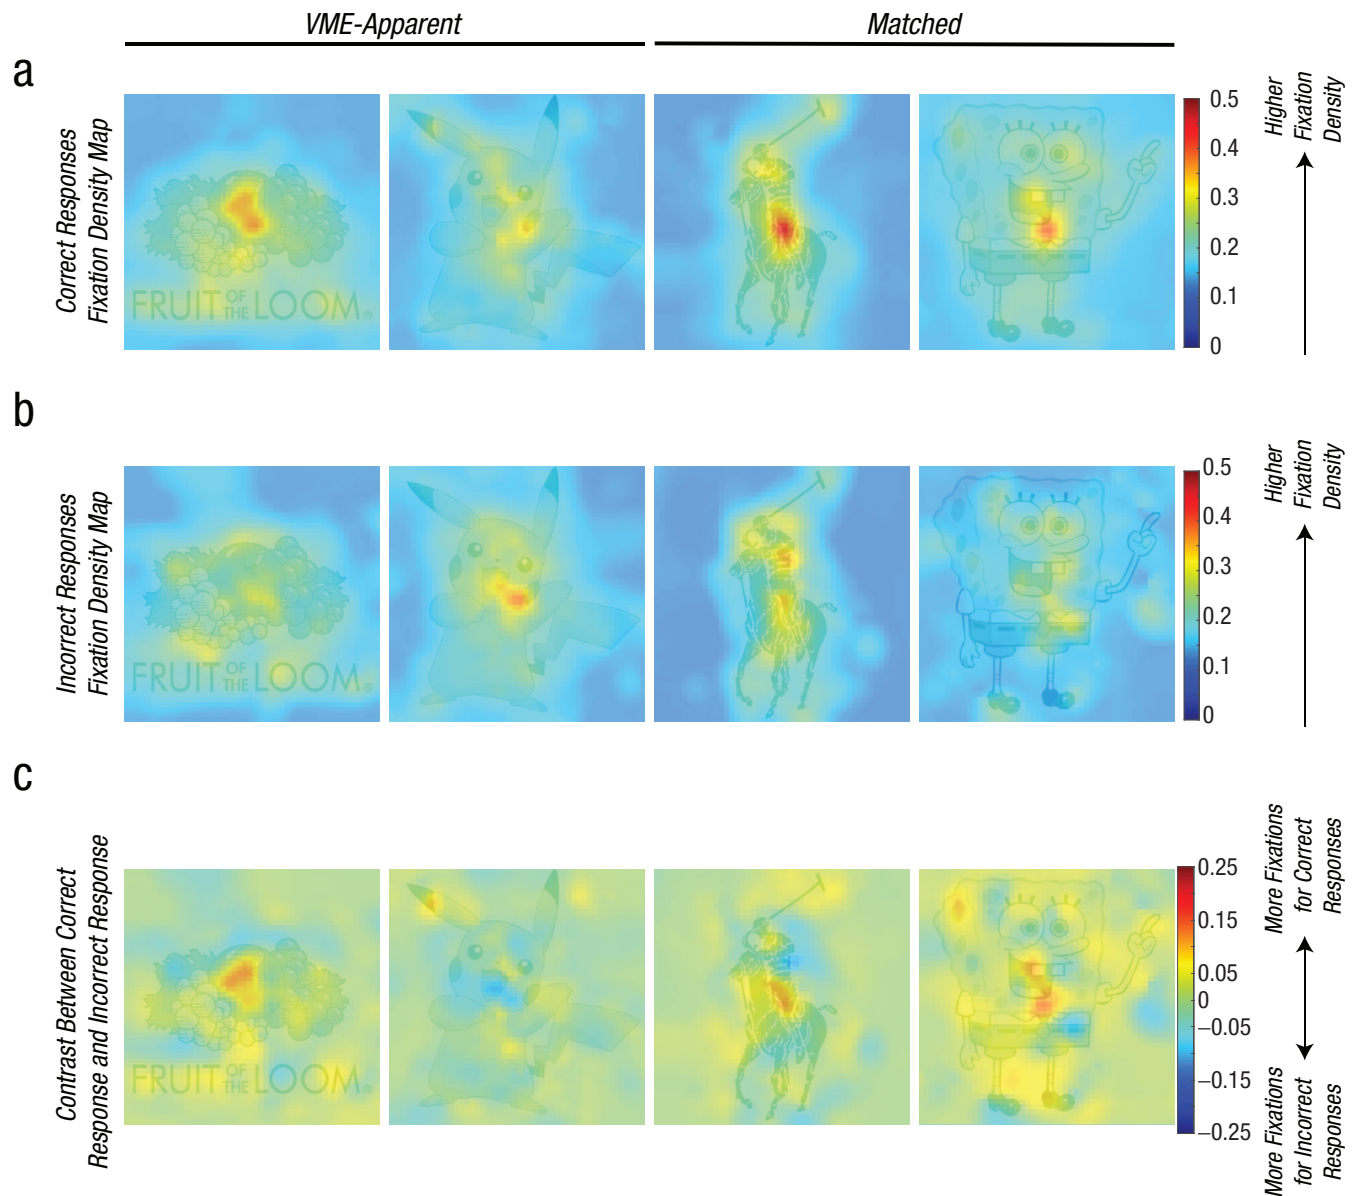 VME-Apparent
Matched
a
Correct Responses
Fixation Density Map
FRUIT OF THE LOOM®
0.5
0.4
0.3
0.2
0.1
0
Higher
Fixation
Density
b
Incorrect Responses
Fixation Density Map
FRUIT OF THE LOOM®
0.5
0.4
0.3
0.2
0.1
0
Higher
Fixation
Density
c
Contrast Between Correct
Response and Incorrect Response
FRUIT OF THE LOOM®
0.25
0.15
0.05
0
−0.05
−0.15
−0.25
More Fixations
for Correct
Responses
More Fixations
for Incorrect
Responses